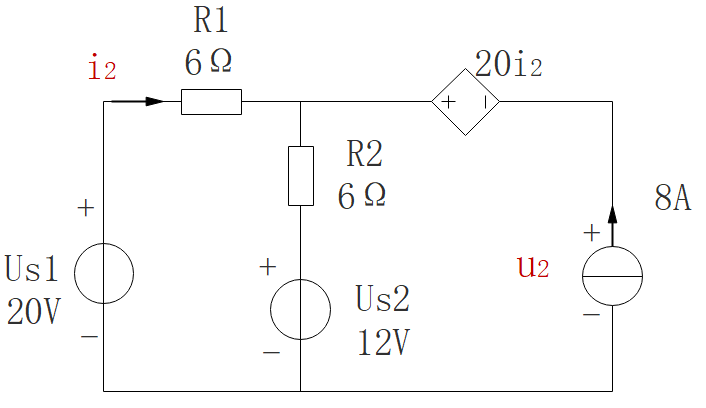 R1
6Ω
i2
20i2
R2
6Ω
8A
+
-
+
Us1
20V
-
+
Us2
12V
-
+
u2
-